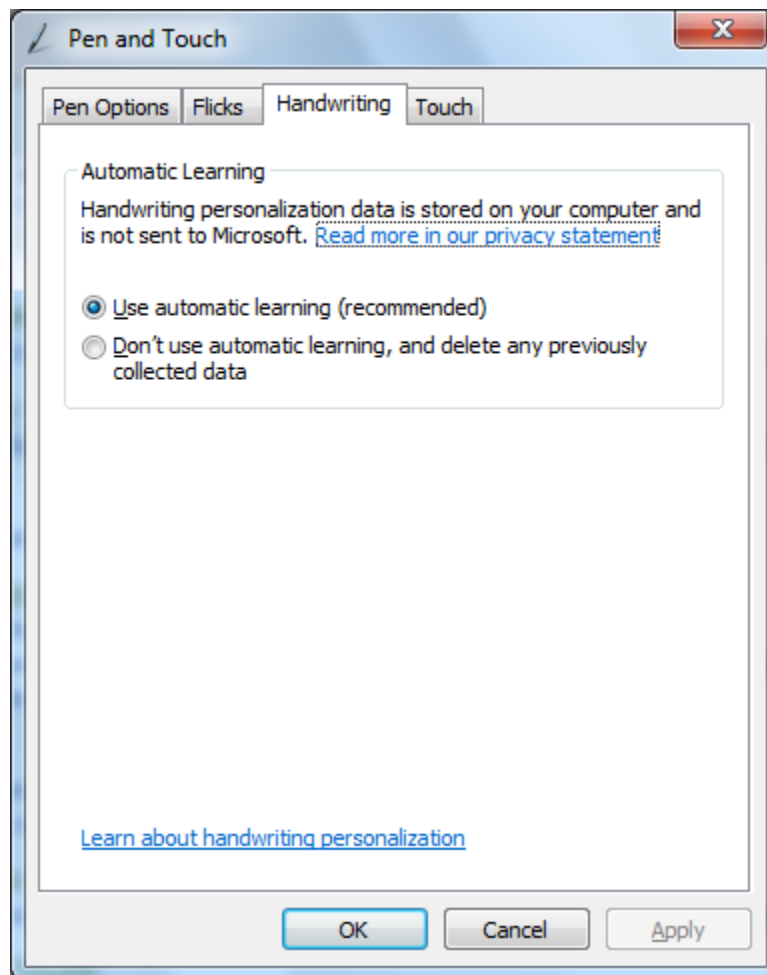 Pen and Touch
Pen Options Flicks Handwriting Touch
Automatic Learning
Handwriting personalization data is stored on your computer and
is not sent to Microsoft. Read more in our privacy statement
Use automatic learning (recommended)
Don't use automatic learning, and delete any previously
collected data
Learn about handwriting personalization
OK Cancel Apply